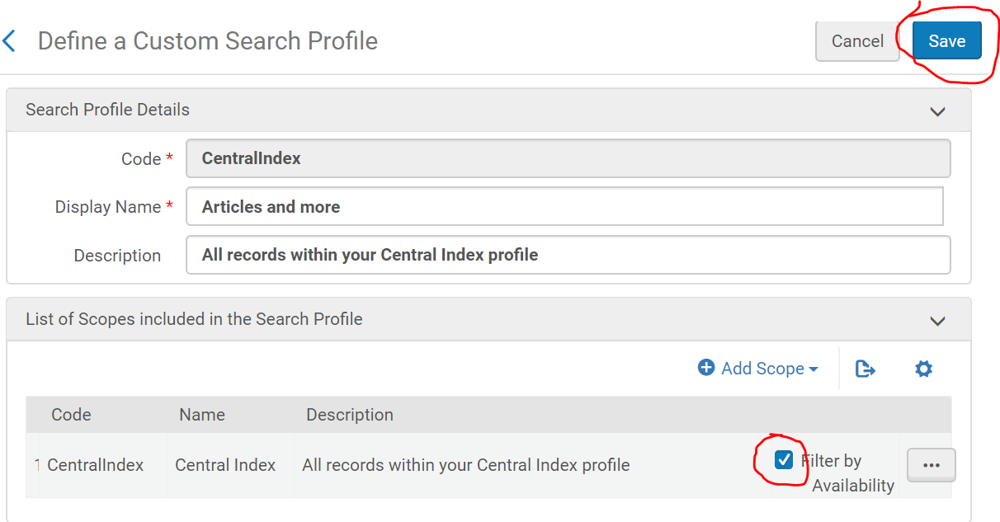 Define a Custom Search Profile
Cancel
Save
Search Profile Details
Code *
CentralIndex
Display Name *
Articles and more
Description
All records within your Central Index profile
List of Scopes included in the Search Profile
Add Scope
Code Name Description
1 CentralIndex Central Index All records within your Central Index profile Filter by
Availability